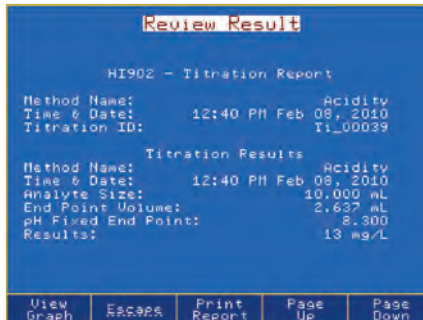 Review Result
HI902 - Titration Report
Method Name: Acidity
Time & Date: 12:40 PM Feb 08, 2010
Titration ID: Ti_00039
Titration Results
Method Name: Acidity
Time & Date: 12:40 PM Feb 08, 2010
Analyte Size: 10.000 mL
End Point Volume: 2.637 mL
pH Fixed End Point: 8.300
Results: 13 mg/L
View Graph Escape Print Report Page Up Page Down